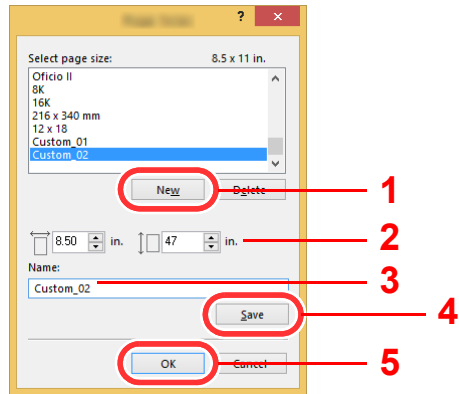 ? ×
Select page size: 8.5 x 11 in.
Oficio II
8K
16K
216 x 340 mm
12 x 18
Custom_01
Custom_02
New Delete 1
8.50 in. 47 in. 2
Name:
Custom_02 3
Save 4
OK Cancel 5